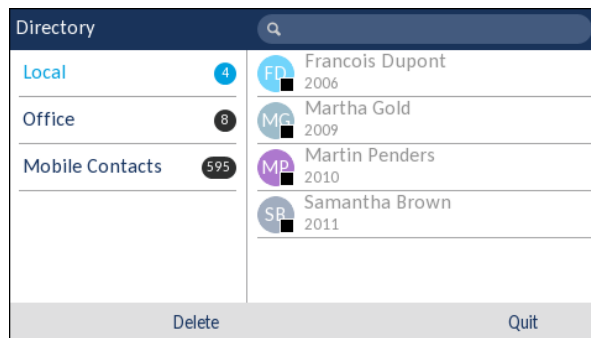 Directory
Local
4
Office
8
Mobile Contacts
595
FD
Francois Dupont
2006
MG
Martha Gold
2009
MP
Martin Penders
2010
SB
Samantha Brown
2011
Delete
Quit